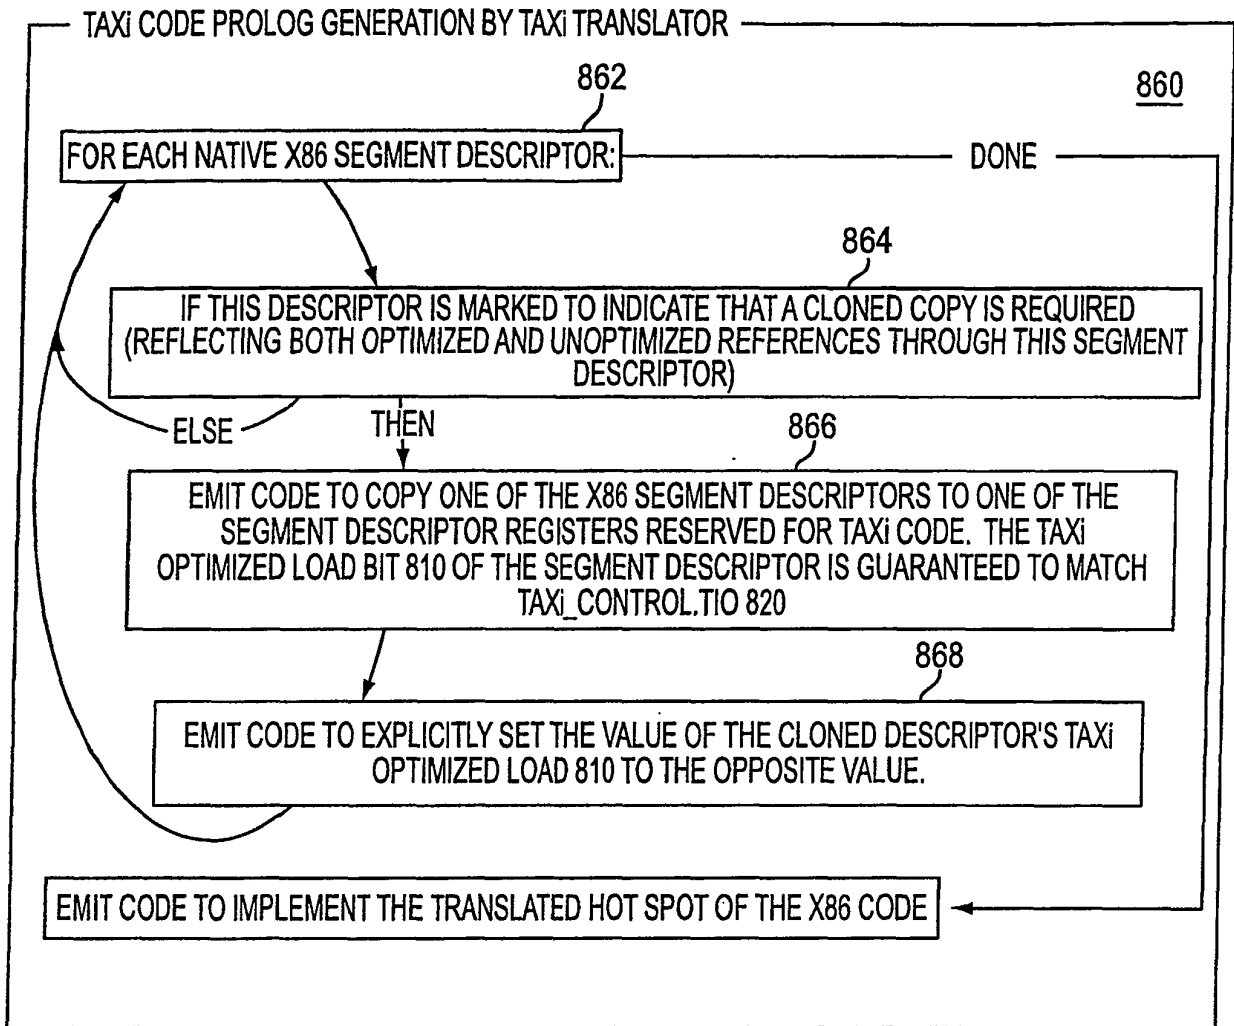 TAXi CODE PROLOG GENERATION BY TAXi TRANSLATOR
862
860
FOR EACH NATIVE X86 SEGMENT DESCRIPTOR:
DONE
864
IF THIS DESCRIPTOR IS MARKED TO INDICATE THAT A CLONED COPY IS REQUIRED
(REFLECTING BOTH OPTIMIZED AND UNOPTIMIZED REFERENCES THROUGH THIS SEGMENT
DESCRIPTOR)
ELSE
THEN
866
EMIT CODE TO COPY ONE OF THE X86 SEGMENT DESCRIPTORS TO ONE OF THE
SEGMENT DESCRIPTOR REGISTERS RESERVED FOR TAXi CODE. THE TAXi
OPTIMIZED LOAD BIT 810 OF THE SEGMENT DESCRIPTOR IS GUARANTEED TO MATCH
TAXi_CONTROL.TIO 820
868
EMIT CODE TO EXPLICITLY SET THE VALUE OF THE CLONED DESCRIPTOR'S TAXi
OPTIMIZED LOAD 810 TO THE OPPOSITE VALUE.
EMIT CODE TO IMPLEMENT THE TRANSLATED HOT SPOT OF THE X86 CODE